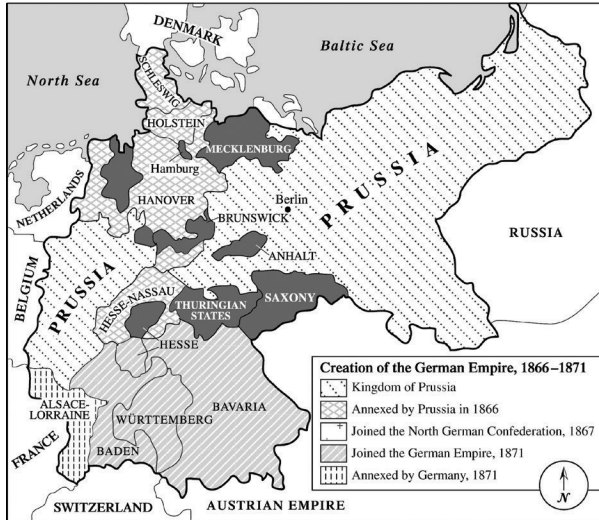 DENMARK
Baltic Sea
North Sea
SCHLESWIG
HOLSTEIN
MECKLENBURG
Hamburg
PRUSSIA
NETHERLANDS
HANOVER
Berlin
BRUNSWICK
RUSSIA
BELGIUM
ANHALT
PRUSSIA
HESSE-NASSAU
THURINGIAN
STATES
SAXONY
HESSE
ALSACE-
LORRAINE
WÜRTTEMBERG
BAVARIA
FRANCE
BADEN
SWITZERLAND
AUSTRIAN EMPIRE
Creation of the German Empire, 1866–1871
Kingdom of Prussia
Annexed by Prussia in 1866
Joined the North German Confederation, 1867
Joined the German Empire, 1871
Annexed by Germany, 1871
N